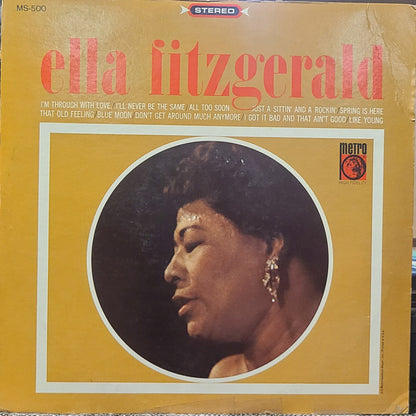 MS-500
STEREO
ella fitzgerald
I'M THROUGH WITH LOVE I'LL NEVER BE THE SAME ALL TOO SOON JUST A SITTIN' AND A ROCKIN' SPRING IS HERE
THAT OLD FEELING BLUE MOON DON'T GET AROUND MUCH ANYMORE I GOT IT BAD AND THAT AIN'T GOOD LIKE YOUNG
metro
HIGH FIDELITY